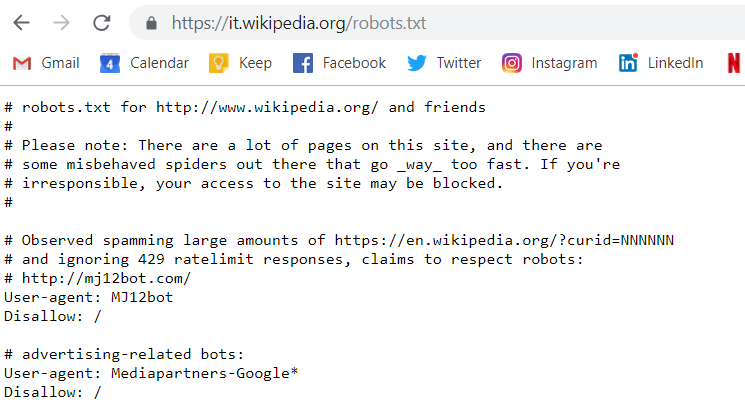 https://it.wikipedia.org/robots.txt
Gmail
4
Calendar
Keep
Facebook
Twitter
Instagram
in
LinkedIn
N
# robots.txt for http://www.wikipedia.org/ and friends
#
# Please note: There are a lot of pages on this site, and there are
# some misbehaved spiders out there that go _way_ too fast. If you're
# irresponsible, your access to the site may be blocked.
#
# Observed spamming large amounts of https://en.wikipedia.org/?curid=NNNNNN
# and ignoring 429 ratelimit responses, claims to respect robots:
# http://mj12bot.com/
User-agent: MJ12bot
Disallow: /
# advertising-related bots:
User-agent: Mediapartners-Google*
Disallow: /